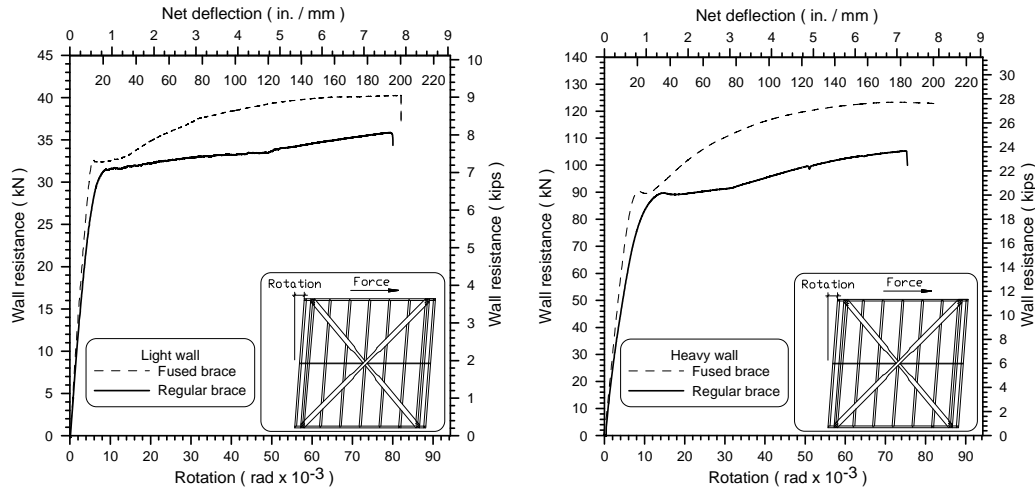 Net deflection ( in. / mm )
0 1 2 3 4 5 6 7 8 9
20 40 60 80 100 120 140 160 180 200 220
45
40
35
30
25
20
15
10
5
0
Wall resistance ( kN )
10
9
8
7
6
5
4
3
2
1
0
Wall resistance ( kips )
Rotation
Force
Light wall
Fused brace
Regular brace
0 10 20 30 40 50 60 70 80 90
Rotation ( rad x 10-3 )
Net deflection ( in. / mm )
0 1 2 3 4 5 6 7 8 9
20 40 60 80 100 120 140 160 180 200 220
140
130
120
110
100
90
80
70
60
50
40
30
20
10
0
Wall resistance ( kN )
30
28
26
24
22
20
18
16
14
12
10
8
6
4
2
0
Wall resistance ( kips )
Rotation
Force
Heavy wall
Fused brace
Regular brace
0 10 20 30 40 50 60 70 80 90
Rotation ( rad x 10-3 )